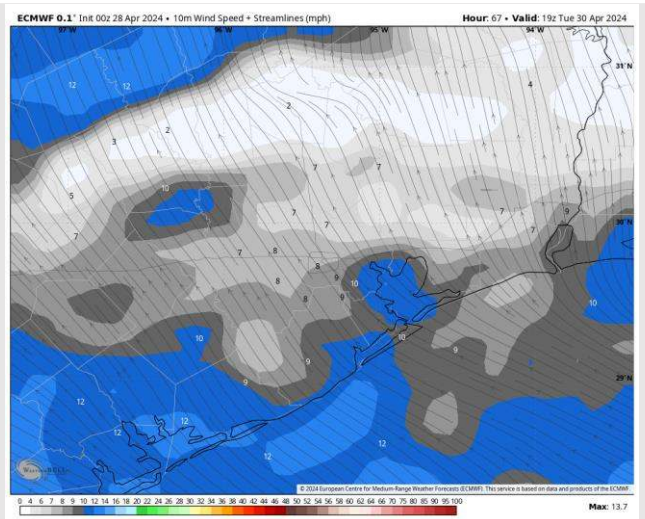 ECMWF 0.1° Init 00z 28 Apr 2024 • 10m Wind Speed + Streamlines (mph) Hour: 67 • Valid: 19z Tue 30 Apr 2024
97°W 96°W 95°W 94°W
31°N
12 12 2 4
3 2
7 7
5 10
7 7 9
7 7 7 30°N
7 8
8 9
8 10
8 9 10
10 10
9 9
9 29°N
12
12 12
12 12
© 2024 European Centre for Medium-Range Weather Forecasts (ECMWF). This service is based on data and products of the ECMWF.
0 4 6 7 8 9 10 12 14 16 18 20 22 24 26 28 30 32 34 36 38 40 42 44 46 48 50 52 54 56 58 60 62 64 66 70 75 80 85 90 95 100
Max: 13.7